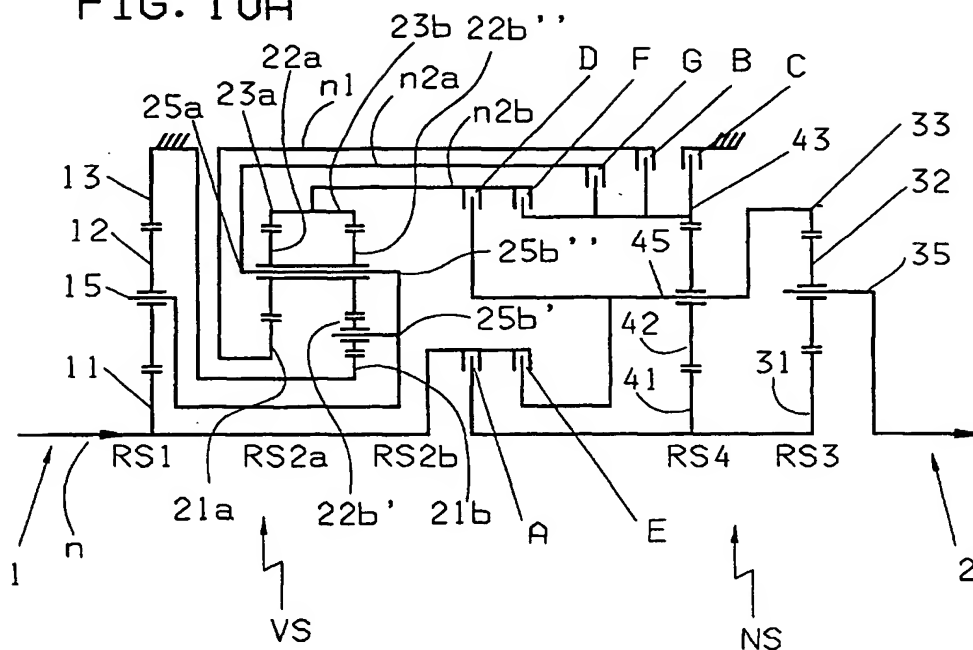 FIG. 10A
23b 22b''
22a D F G B C
23a n1 n2a
25a n2b
13 43 33
12 32
15 45 35
25b''
25b'
11 42
41 31
RS1 RS2a RS2b RS4 RS3
21a 22b' 21b A E
1 n 2
VS NS